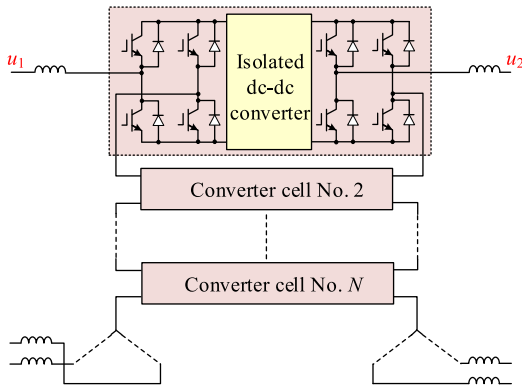 u1
Isolated
dc-dc
converter
u2
Converter cell No. 2
Converter cell No. N